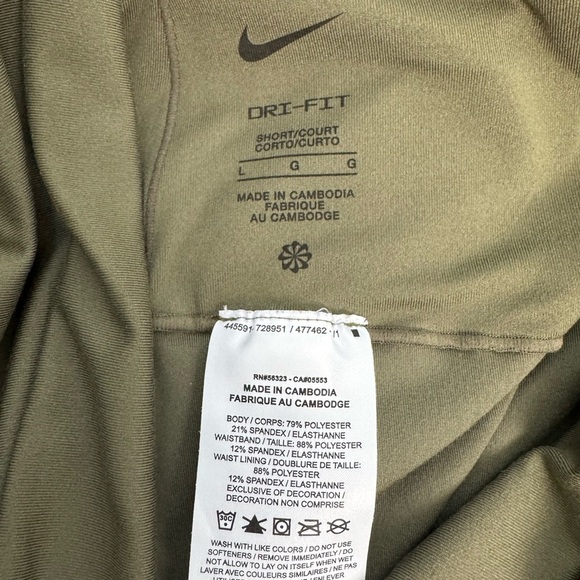 DRI-FIT
SHORT/COURT
CORTO/CURTO
L G G
MADE IN CAMBODIA
FABRIQUE
AU CAMBODGE
445591 728951 / 477462
RN#56323 - CA#05553
MADE IN CAMBODIA
FABRIQUE AU CAMBODGE
BODY / CORPS: 79% POLYESTER
21% SPANDEX / ELASTHANNE
WAISTBAND / TAILLE: 88% POLYESTER
12% SPANDEX / ELASTHANNE
WAIST LINING / DOUBLURE DE TAILLE:
88% POLYESTER
12% SPANDEX / ELASTHANNE
EXCLUSIVE OF DECORATION /
DECORATION NON COMPRISE
30C
WASH WITH LIKE COLORS / DO NOT USE
SOFTENERS / REMOVE IMMEDIATELY / DO
NOT ALLOW TO LAY ON ITSELF WHEN WET
LAVER AVEC COULEURS SIMILAIRES / NE